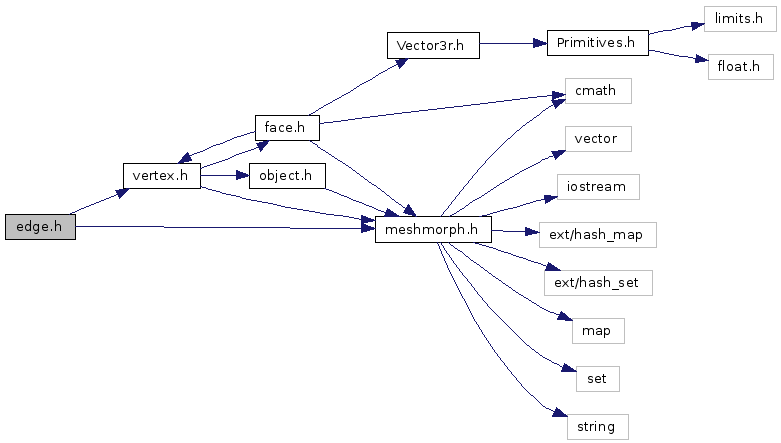 limits.h
Vector3r.h
Primitives.h
float.h
cmath
face.h
vector
vertex.h
object.h
iostream
edge.h
meshmorph.h
ext/hash_map
ext/hash_set
map
set
string